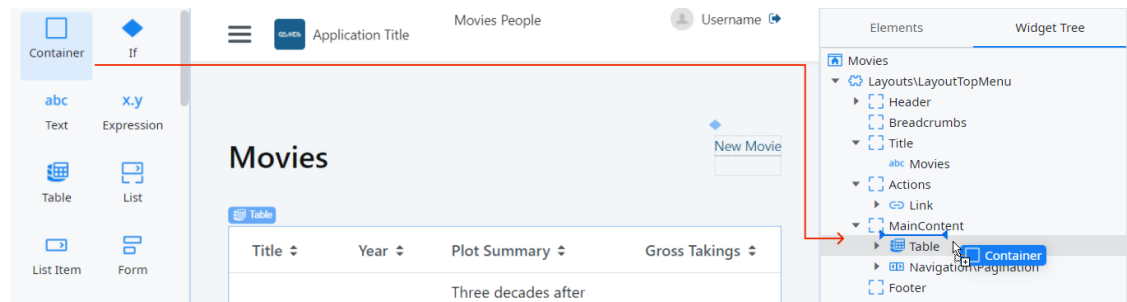 Container
If
abc
Text
x.y
Expression
Table
List
List Item
Form
Application Title
Movies People
Username
Movies
New Movie
Table
Title
Year
Plot Summary
Gross Takings
Three decades after
Elements
Widget Tree
Movies
Layouts\LayoutTopMenu
Header
Breadcrumbs
Title
abc Movies
Actions
Link
MainContent
Table
Container
Navigation\Pagination
Footer